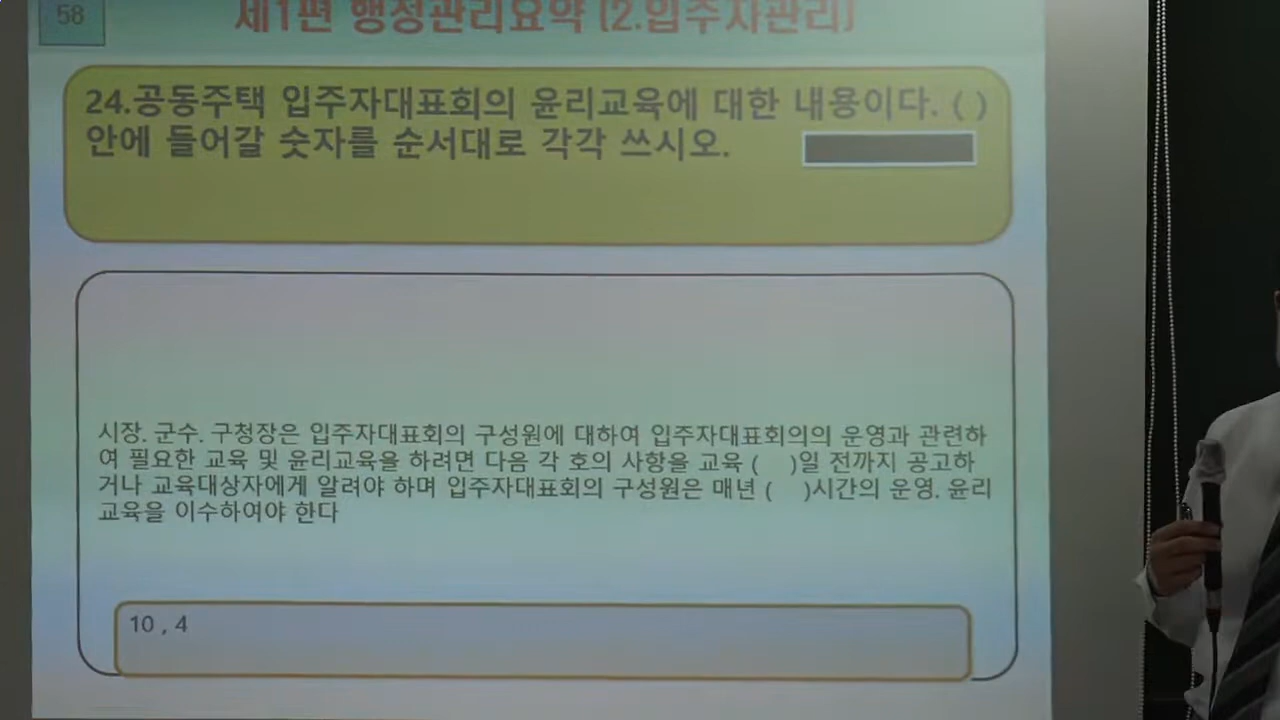 58
제1편 행정관리요약 (2.입주자관리)
24.공동주택 입주자대표회의 윤리교육에 대한 내용이다. ( )
안에 들어갈 숫자를 순서대로 각각 쓰시오.
시장. 군수. 구청장은 입주자대표회의 구성원에 대하여 입주자대표회의의 운영과 관련하
여 필요한 교육 및 윤리교육을 하려면 다음 각 호의 사항을 교육 ( )일 전까지 공고하
거나 교육대상자에게 알려야 하며 입주자대표회의 구성원은 매년 ( )시간의 운영. 윤리
교육을 이수하여야 한다
10 , 4